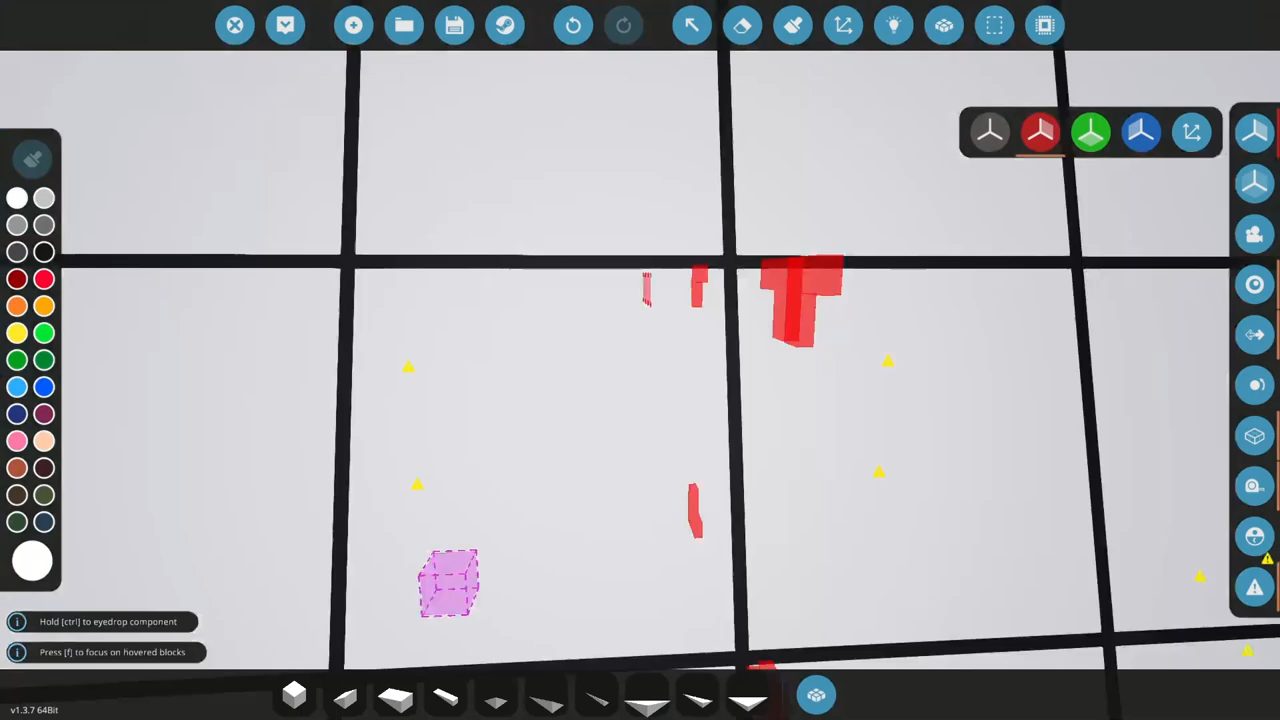 Hold [ctrl] to eyedrop component
Press [f] to focus on hovered blocks
v1.3.7 64Bit